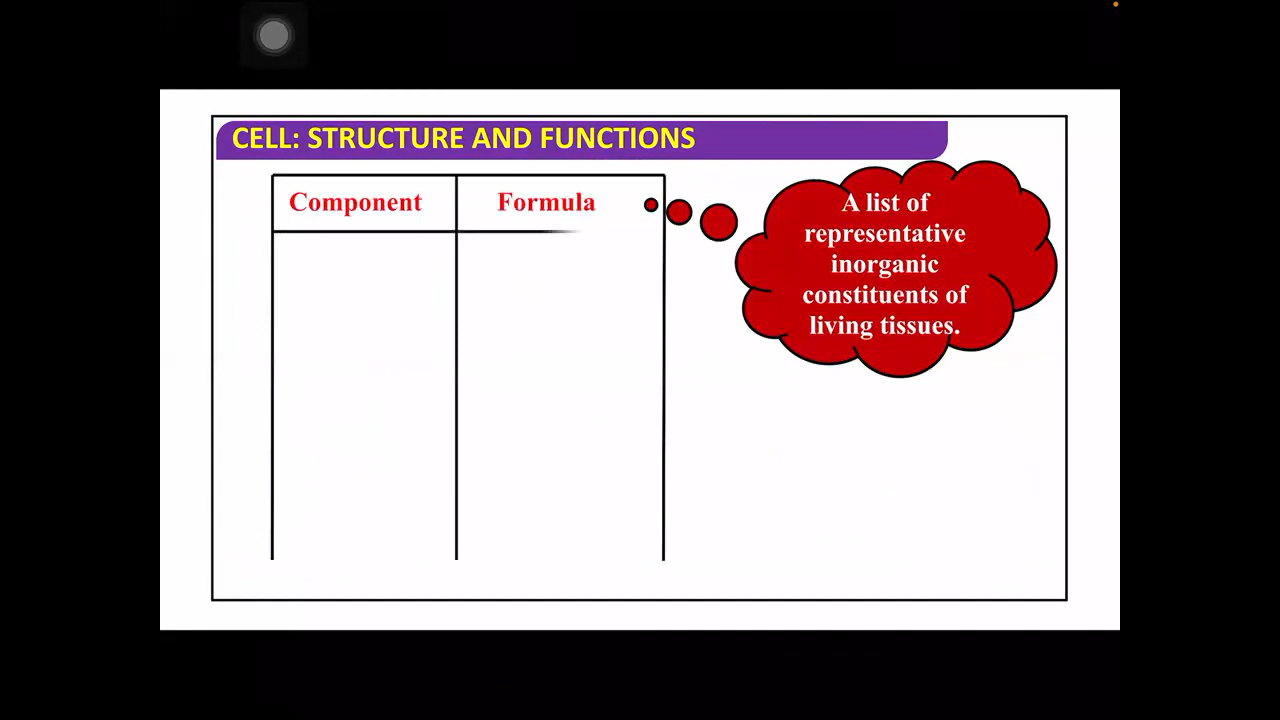 CELL: STRUCTURE AND FUNCTIONS
Component
Formula
A list of
representative
inorganic
constituents of
living tissues.